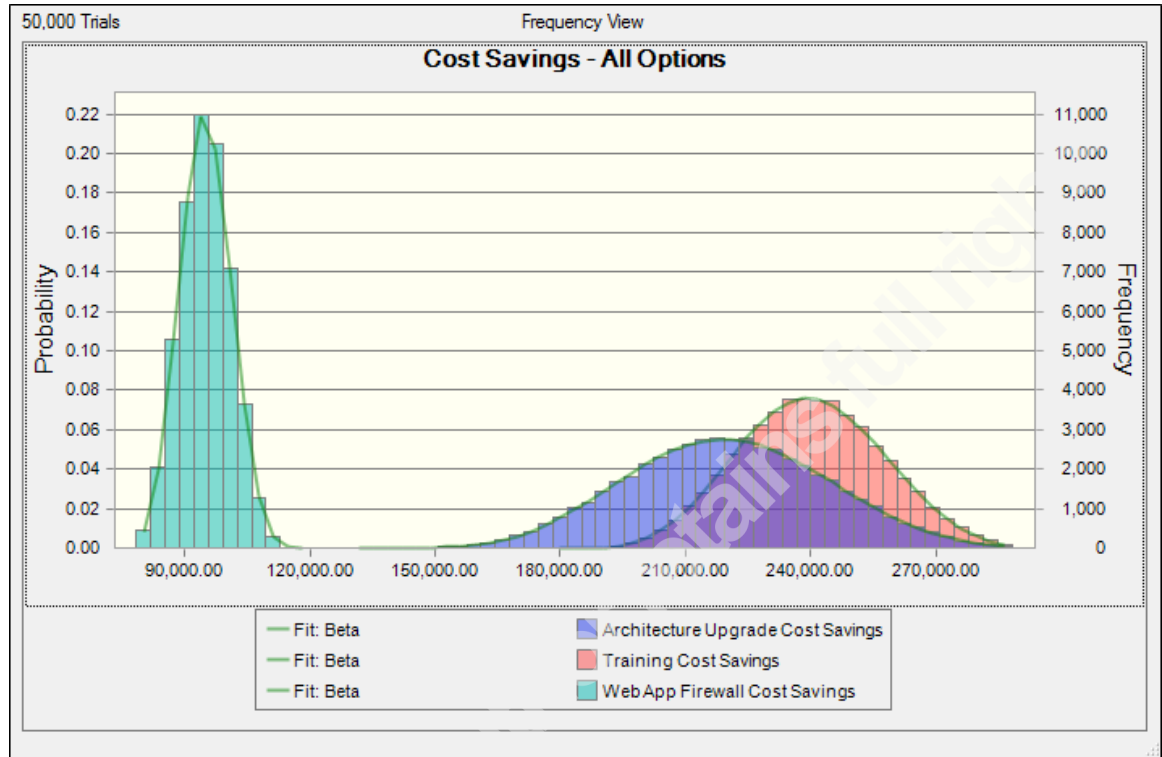 50,000 Trials
Frequency View
Cost Savings - All Options
0.22
0.20
0.18
0.16
0.14
0.12
0.10
0.08
0.06
0.04
0.02
0.00
Probability
11,000
10,000
9,000
8,000
7,000
6,000
5,000
4,000
3,000
2,000
1,000
0
Frequency
90,000.00 120,000.00 150,000.00 180,000.00 210,000.00 240,000.00 270,000.00
Fit: Beta Architecture Upgrade Cost Savings
Fit: Beta Training Cost Savings
Fit: Beta Web App Firewall Cost Savings
full